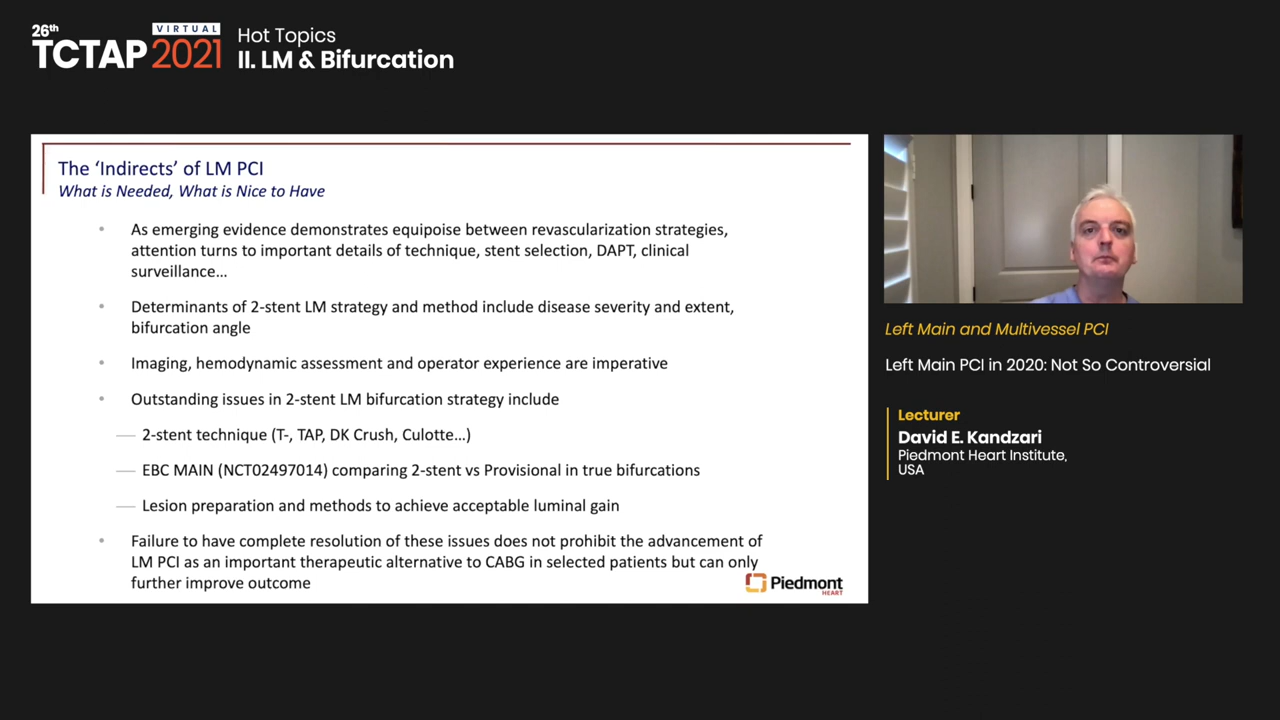 26th
VIRTUAL
TCTAP 2021
Hot Topics
II. LM & Bifurcation
The ‘Indirects’ of LM PCI
What is Needed, What is Nice to Have
• As emerging evidence demonstrates equipoise between revascularization strategies,
attention turns to important details of technique, stent selection, DAPT, clinical
surveillance…
• Determinants of 2-stent LM strategy and method include disease severity and extent,
bifurcation angle
• Imaging, hemodynamic assessment and operator experience are imperative
• Outstanding issues in 2-stent LM bifurcation strategy include
— 2-stent technique (T-, TAP, DK Crush, Culotte…)
— EBC MAIN (NCT02497014) comparing 2-stent vs Provisional in true bifurcations
— Lesion preparation and methods to achieve acceptable luminal gain
• Failure to have complete resolution of these issues does not prohibit the advancement of
LM PCI as an important therapeutic alternative to CABG in selected patients but can only
further improve outcome
Piedmont
HEART
Left Main and Multivessel PCI
Left Main PCI in 2020: Not So Controversial
Lecturer
David E. Kandzari
Piedmont Heart Institute,
USA